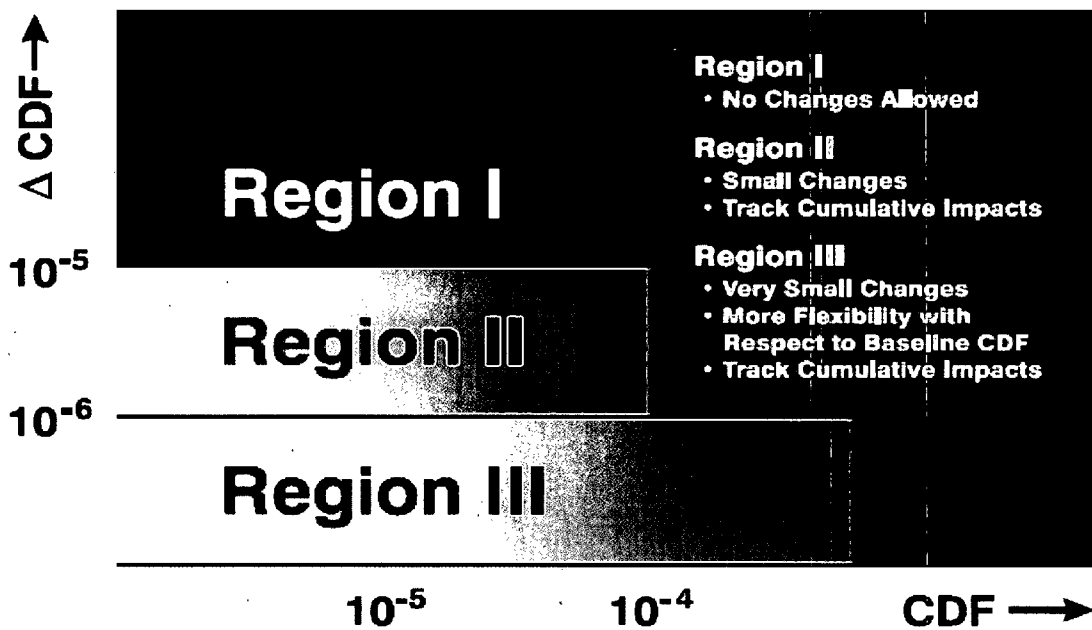 Δ CDF→
Region I
• No Changes Allowed
Region II
• Small Changes
• Track Cumulative Impacts
Region III
• Very Small Changes
• More Flexibility with
Respect to Baseline CDF
• Track Cumulative Impacts
Region I
10⁻⁵
Region II
10⁻⁶
Region III
10⁻⁵
10⁻⁴
CDF →